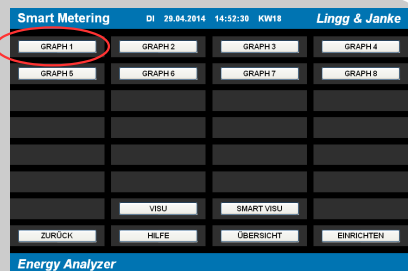 Smart Metering DI 29.04.2014 14:52:30 KW18 Lingg & Janke
GRAPH 1 GRAPH 2 GRAPH 3 GRAPH 4
GRAPH 5 GRAPH 6 GRAPH 7 GRAPH 8
VISU SMART VISU
ZURÜCK HILFE ÜBERSICHT EINRICHTEN
Energy Analyzer